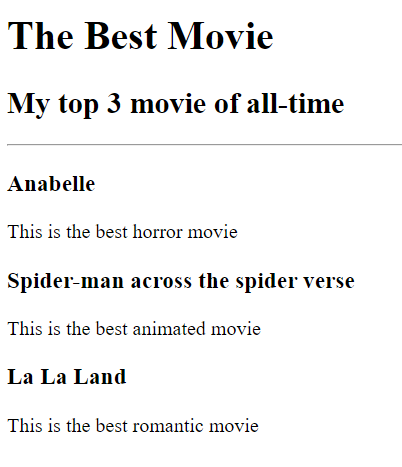 The Best Movie
My top 3 movie of all-time
Anabelle
This is the best horror movie
Spider-man across the spider verse
This is the best animated movie
La La Land
This is the best romantic movie